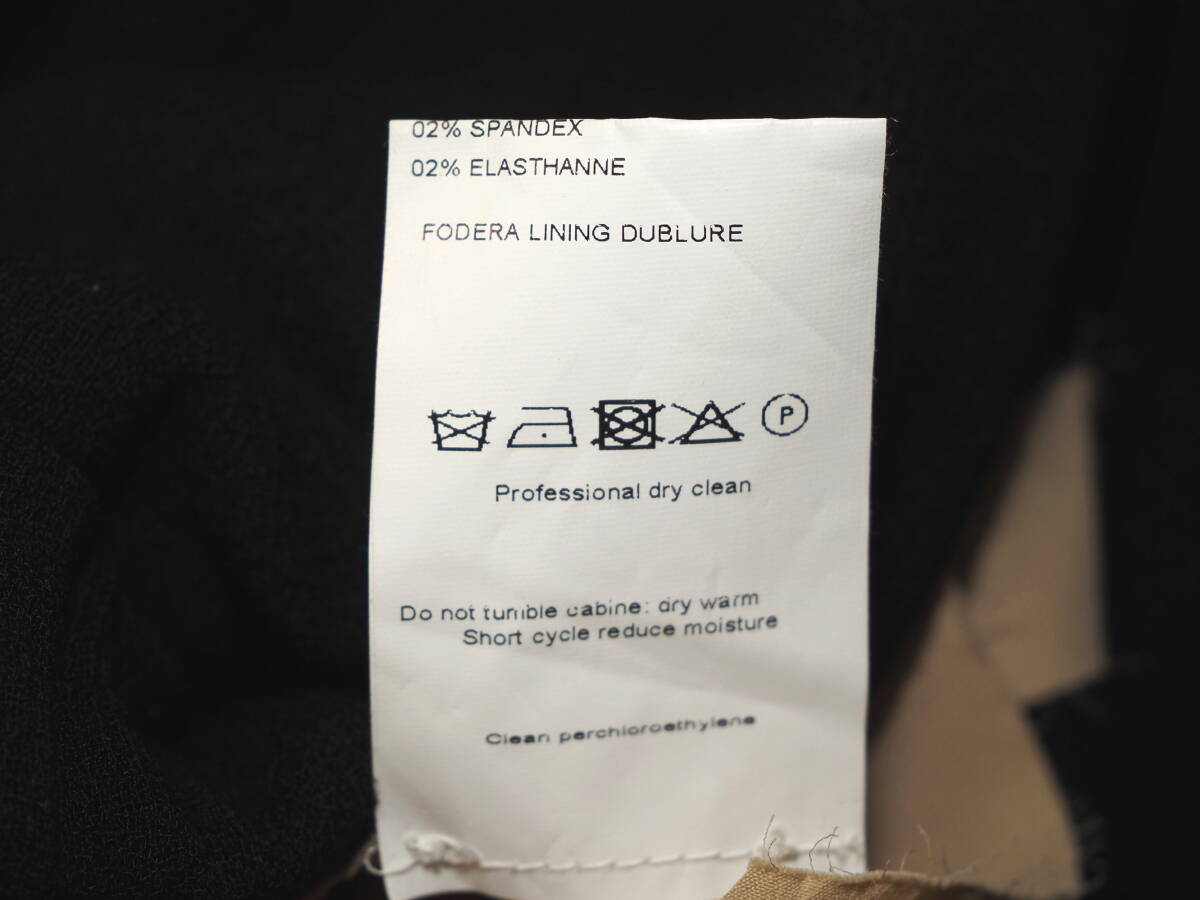 02% SPANDEX
02% ELASTHANNE
FODERA LINING DUBLURE
P
Professional dry clean
Do not tumble cabine: dry warm
Short cycle reduce moisture
Clean perchloroethylene